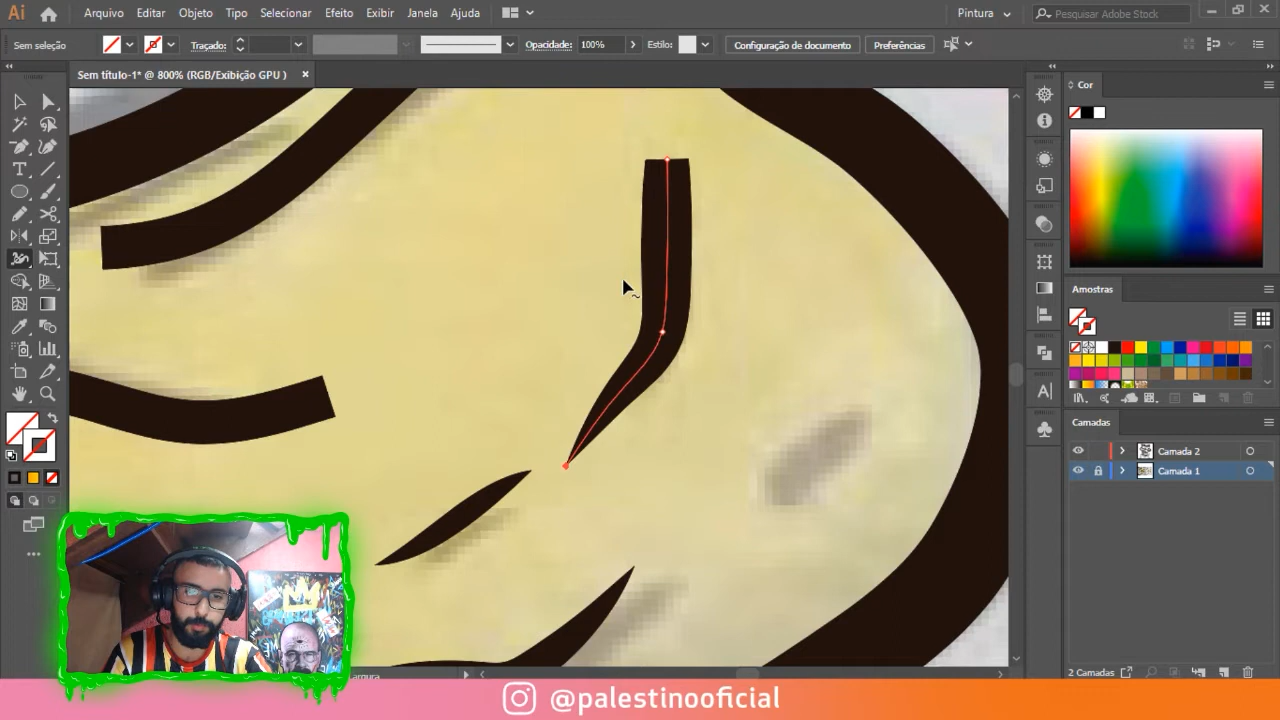 Ai
Arquivo Editar Objeto Tipo Selecionar Efeito Exibir Janela Ajuda
Pintura
Pesquisar Adobe Stock
Sem seleção
Traçado:
Opacidade: 100%
Estilo:
Configuração de documento
Preferências
Sem título-1* @ 800% (RGB/Exibição GPU ) ×
Cor
Amostras
Camadas
Camada 2
Camada 1
2 Camadas
@palestinooficial